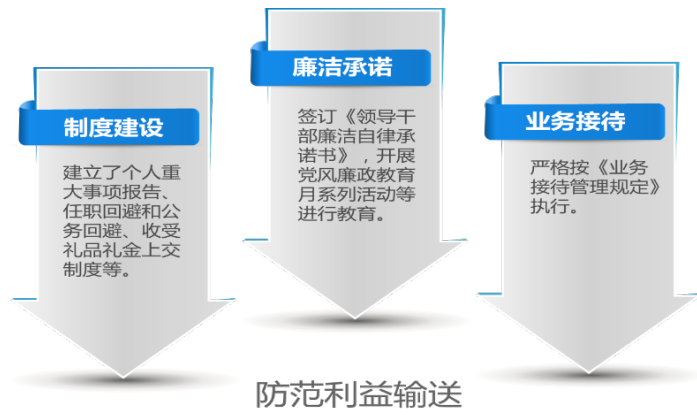 制度建设
建立了个人重
大事项报告、
任职回避和公
务回避、收受
礼品礼金上交
制度等。
廉洁承诺
签订《领导干
部廉洁自律承
诺书》，开展
党风廉政教育
月系列活动等
进行教育。
业务接待
严格按《业务
接待管理规定》
执行。
防范利益输送